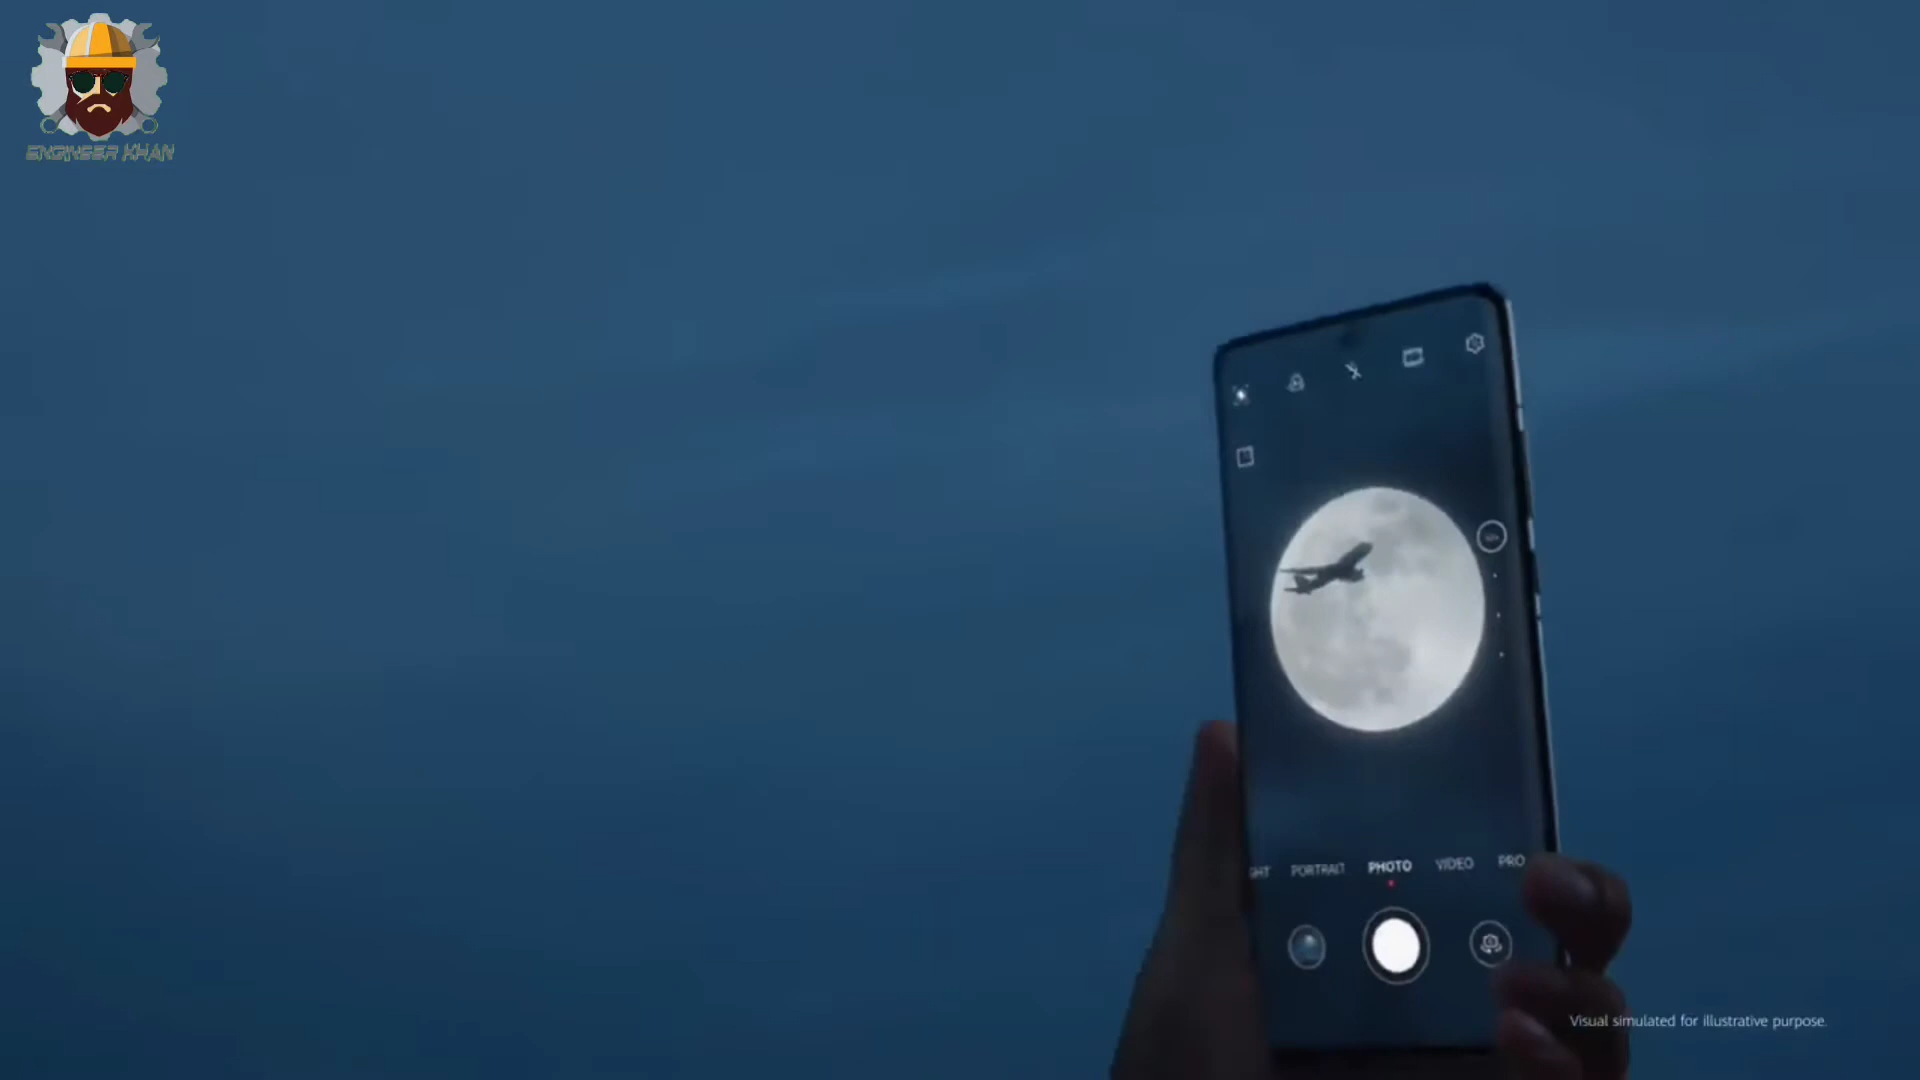 ENGINEER KHAN
PORTRAIT PHOTO VIDEO PRO
Visual simulated for illustrative purpose.